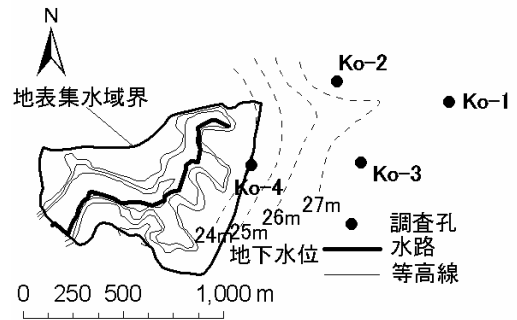 N
Ko-2
地表集水域界
Ko-1
Ko-3
Ko-4
27m
26m
25m
24m
地下水位
調査孔
水路
等高線
0 250 500 1,000 m